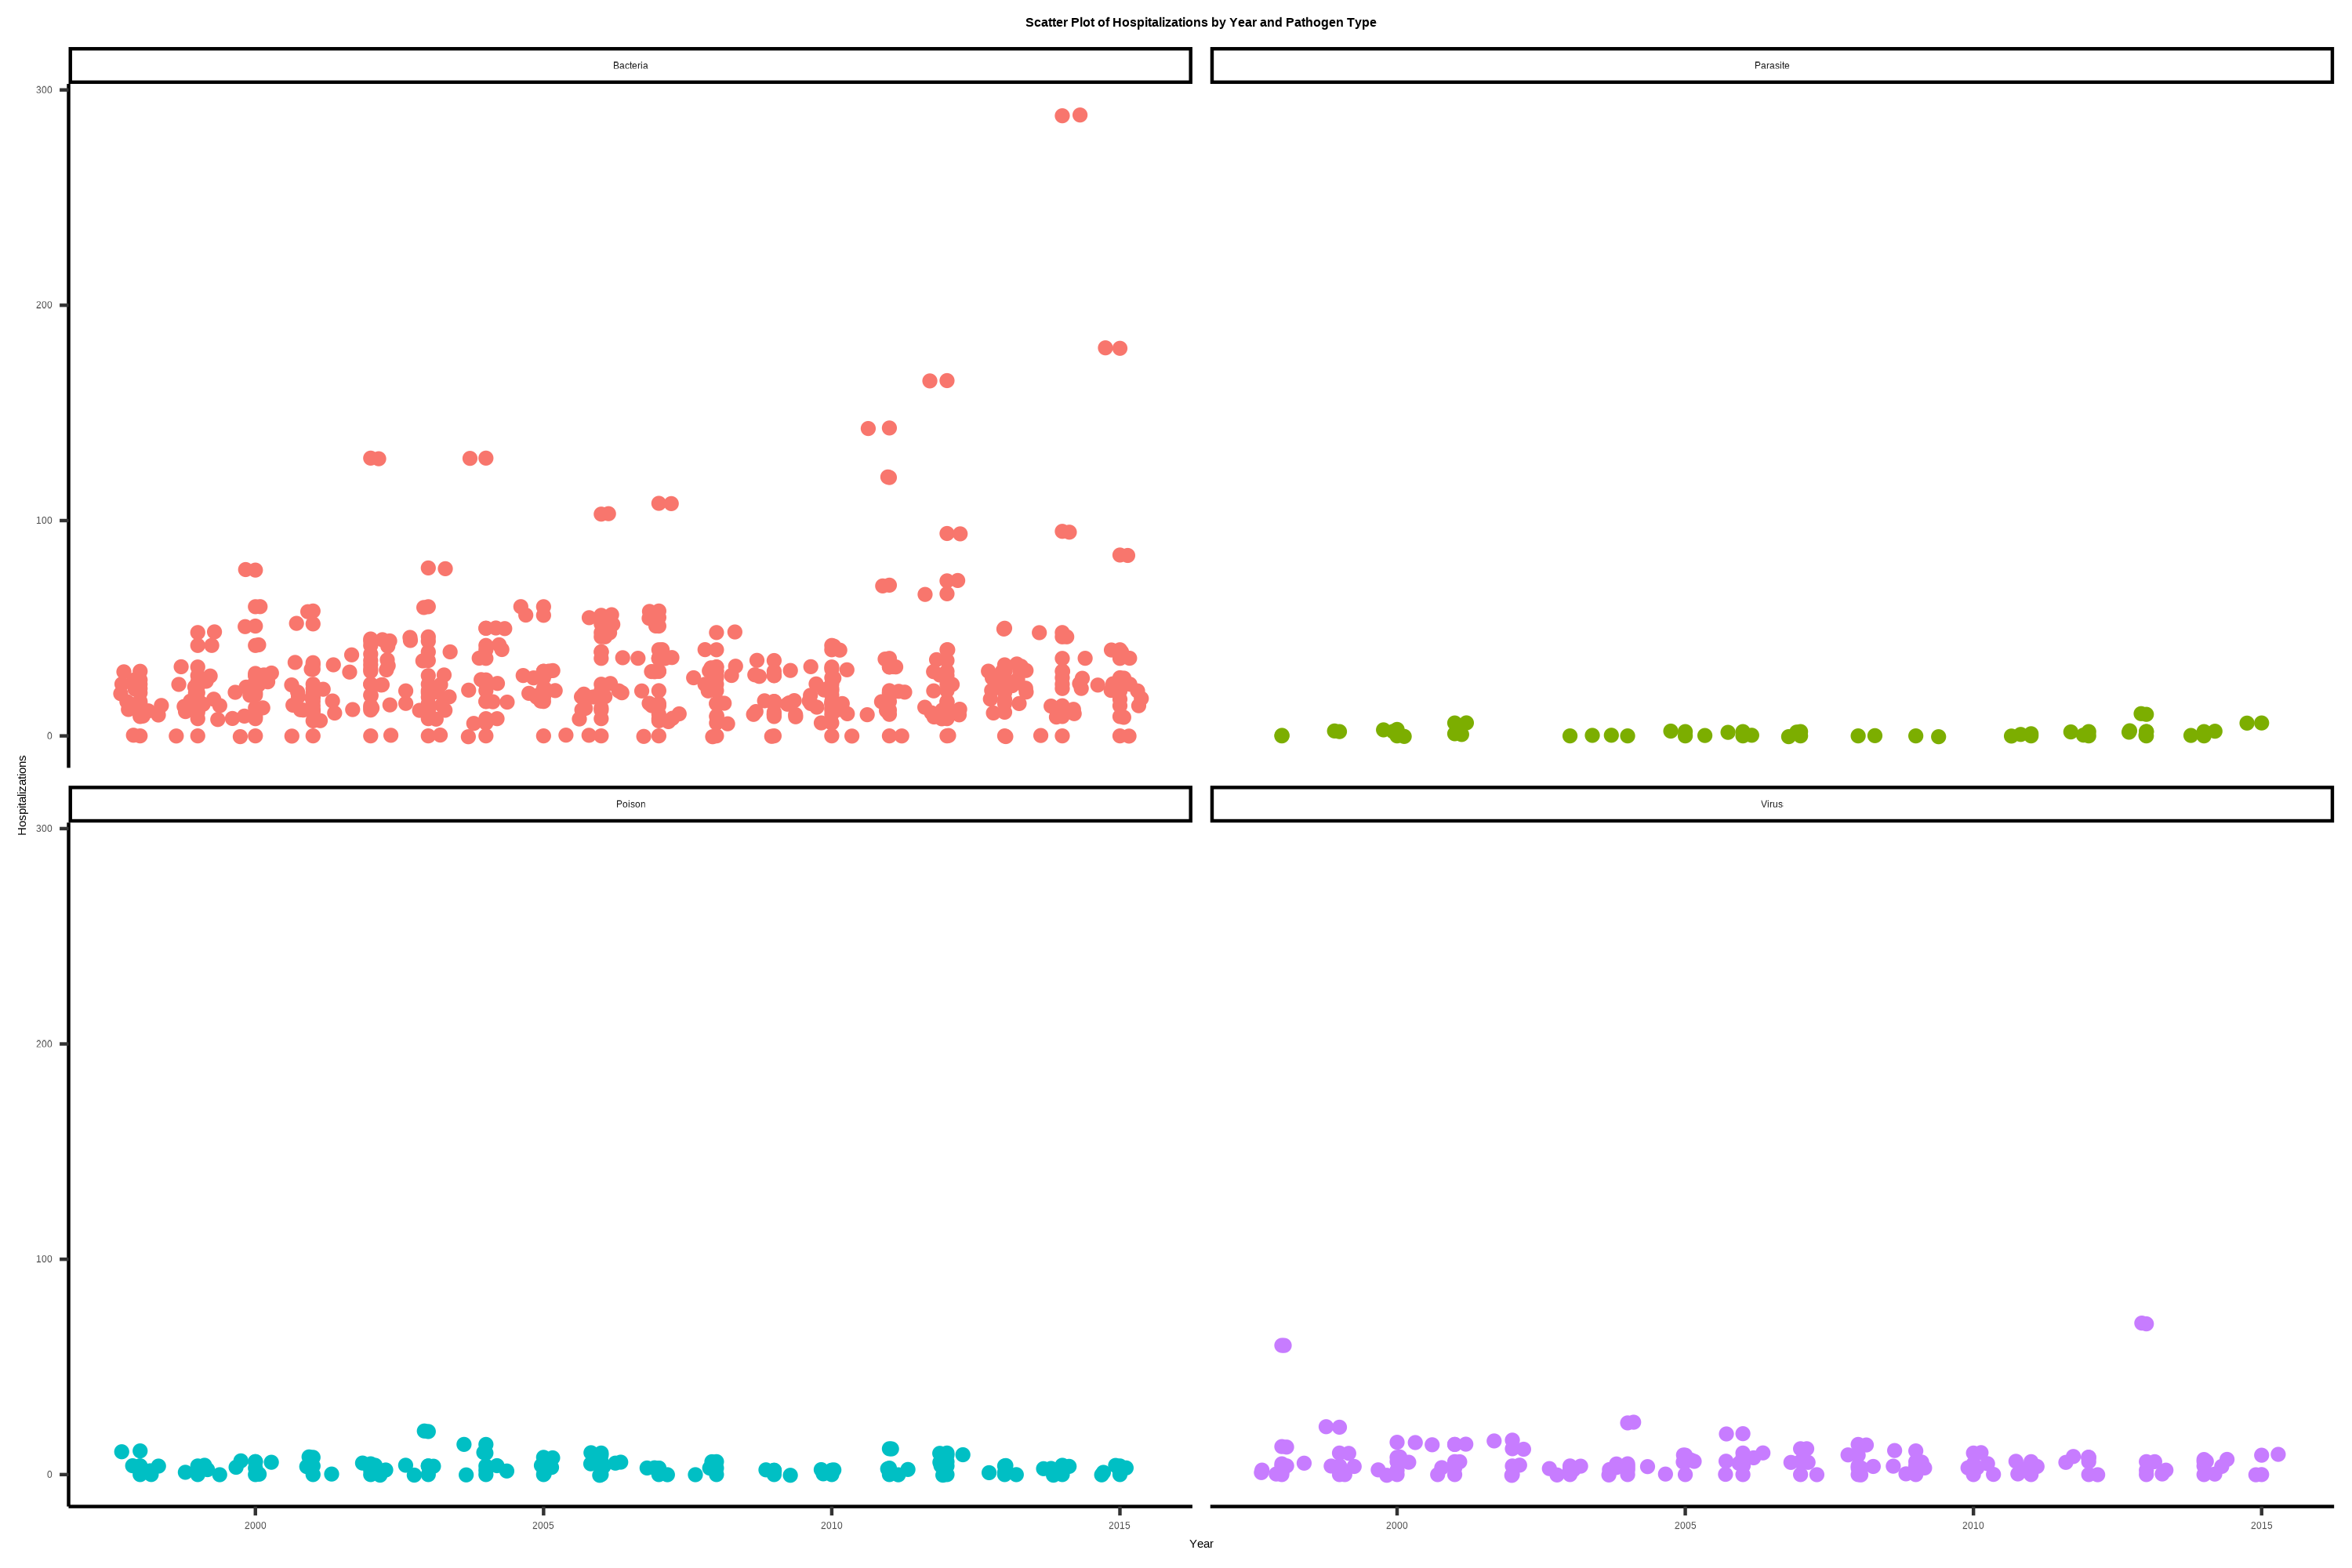 Scatter Plot of Hospitalizations by Year and Pathogen Type
Bacteria
Parasite
300
200
100
0
Poison
Virus
Hospitalizations
300
200
100
0
2000
2005
2010
2015
2000
2005
2010
2015
Year